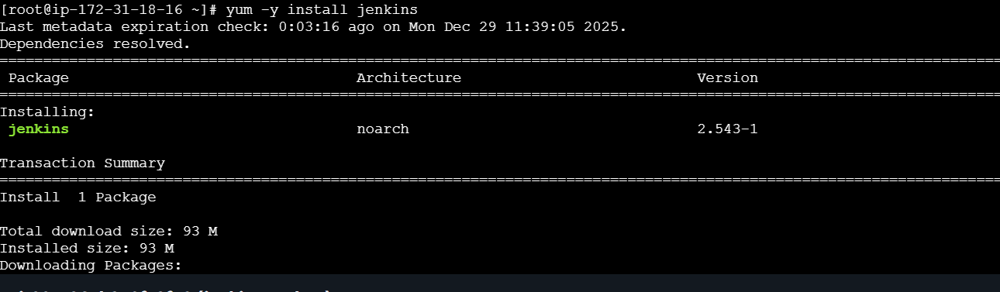 [root@ip-172-31-18-16 ~]# yum -y install jenkins
Last metadata expiration check: 0:03:16 ago on Mon Dec 29 11:39:05 2025.
Dependencies resolved.
Package Architecture Version
Installing:
jenkins noarch 2.543-1
Transaction Summary
Install 1 Package
Total download size: 93 M
Installed size: 93 M
Downloading Packages: